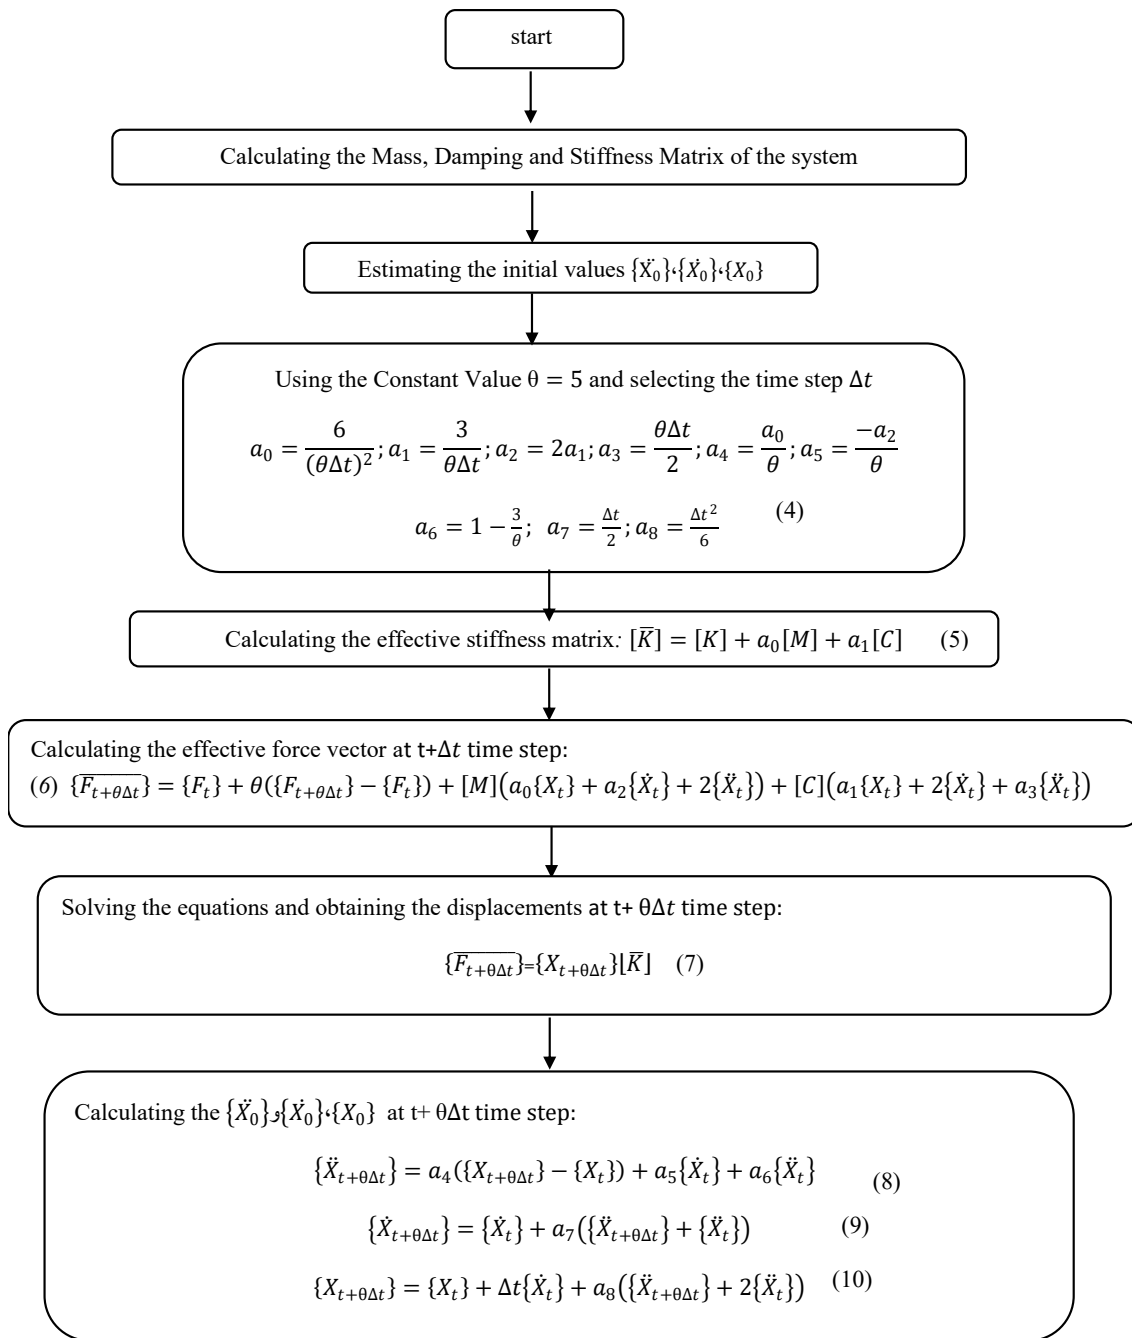 start
Calculating the Mass, Damping and Stiffness Matrix of the system
Estimating the initial values {Ẍ₀}،{Ẋ₀}،{X₀}
Using the Constant Value θ = 5 and selecting the time step Δt
a₀ = 6/(θΔt)²; a₁ = 3/θΔt; a₂ = 2a₁; a₃ = θΔt/2; a₄ = a₀/θ; a₅ = −a₂/θ
a₆ = 1 − 3/θ; a₇ = Δt/2; a₈ = Δt²/6 (4)
Calculating the effective stiffness matrix: [K̅] = [K] + a₀[M] + a₁[C] (5)
Calculating the effective force vector at t+Δt time step:
(6) {\overline{F_{t+θΔt}}} = {F_t} + θ({F_{t+θΔt}} − {F_t}) + [M](a₀{X_t} + a₂{Ẋ_t} + 2{Ẍ_t}) + [C](a₁{X_t} + 2{Ẋ_t} + a₃{Ẍ_t})
Solving the equations and obtaining the displacements at t+ θΔt time step:
{\overline{F_{t+θΔt}}}={X_{t+θΔt}}⌊K̅⌋ (7)
Calculating the {Ẍ₀}و{Ẋ₀}،{X₀} at t+ θΔt time step:
{Ẍ_{t+θΔt}} = a₄({X_{t+θΔt}} − {X_t}) + a₅{Ẋ_t} + a₆{Ẍ_t} (8)
{Ẋ_{t+θΔt}} = {Ẋ_t} + a₇({Ẍ_{t+θΔt}} + {Ẍ_t}) (9)
{X_{t+θΔt}} = {X_t} + Δt{Ẋ_t} + a₈({Ẍ_{t+θΔt}} + 2{Ẍ_t}) (10)